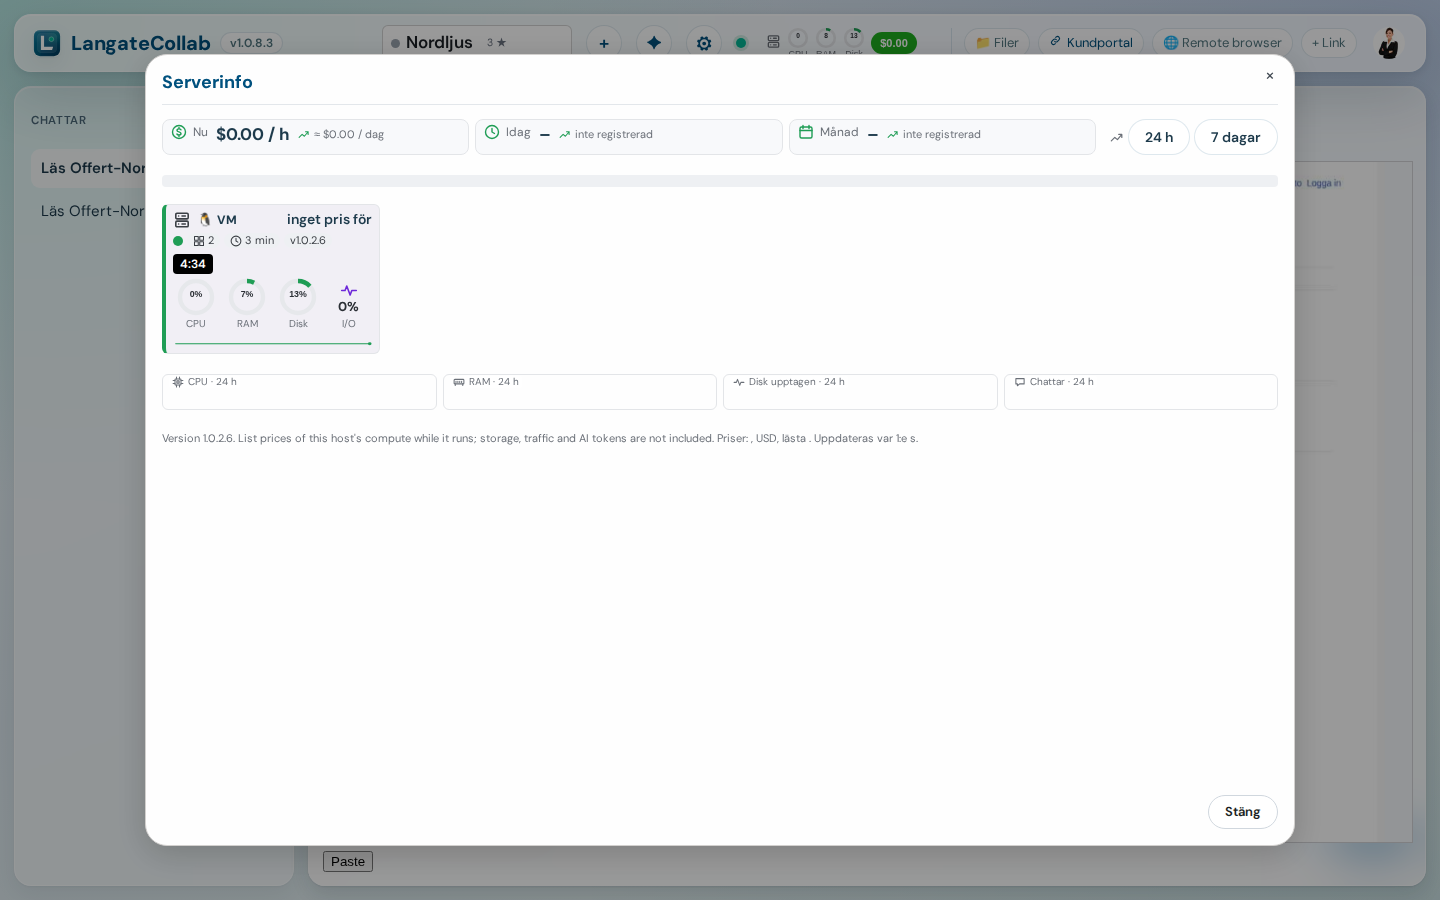 LangateCollab v1.0.8.3 Nordljus 3 ★ + 0 8 13 $0.00 Filer Kundportal Remote browser + Link
Serverinfo ×
CHATTAR
Nu $0.00 / h ≈ $0.00 / dag Idag – inte registrerad Månad – inte registrerad 24 h 7 dagar
Läs Offert-Nor
Logga in
Läs Offert-Nor
VM inget pris för
2 3 min v1.0.2.6
4:34
0% 7% 13% 0%
CPU RAM Disk I/O
CPU · 24 h RAM · 24 h Disk upptagen · 24 h Chattar · 24 h
Version 1.0.2.6. List prices of this host's compute while it runs; storage, traffic and AI tokens are not included. Priser: , USD, lästa . Uppdateras var 1:e s.
Stäng
Paste